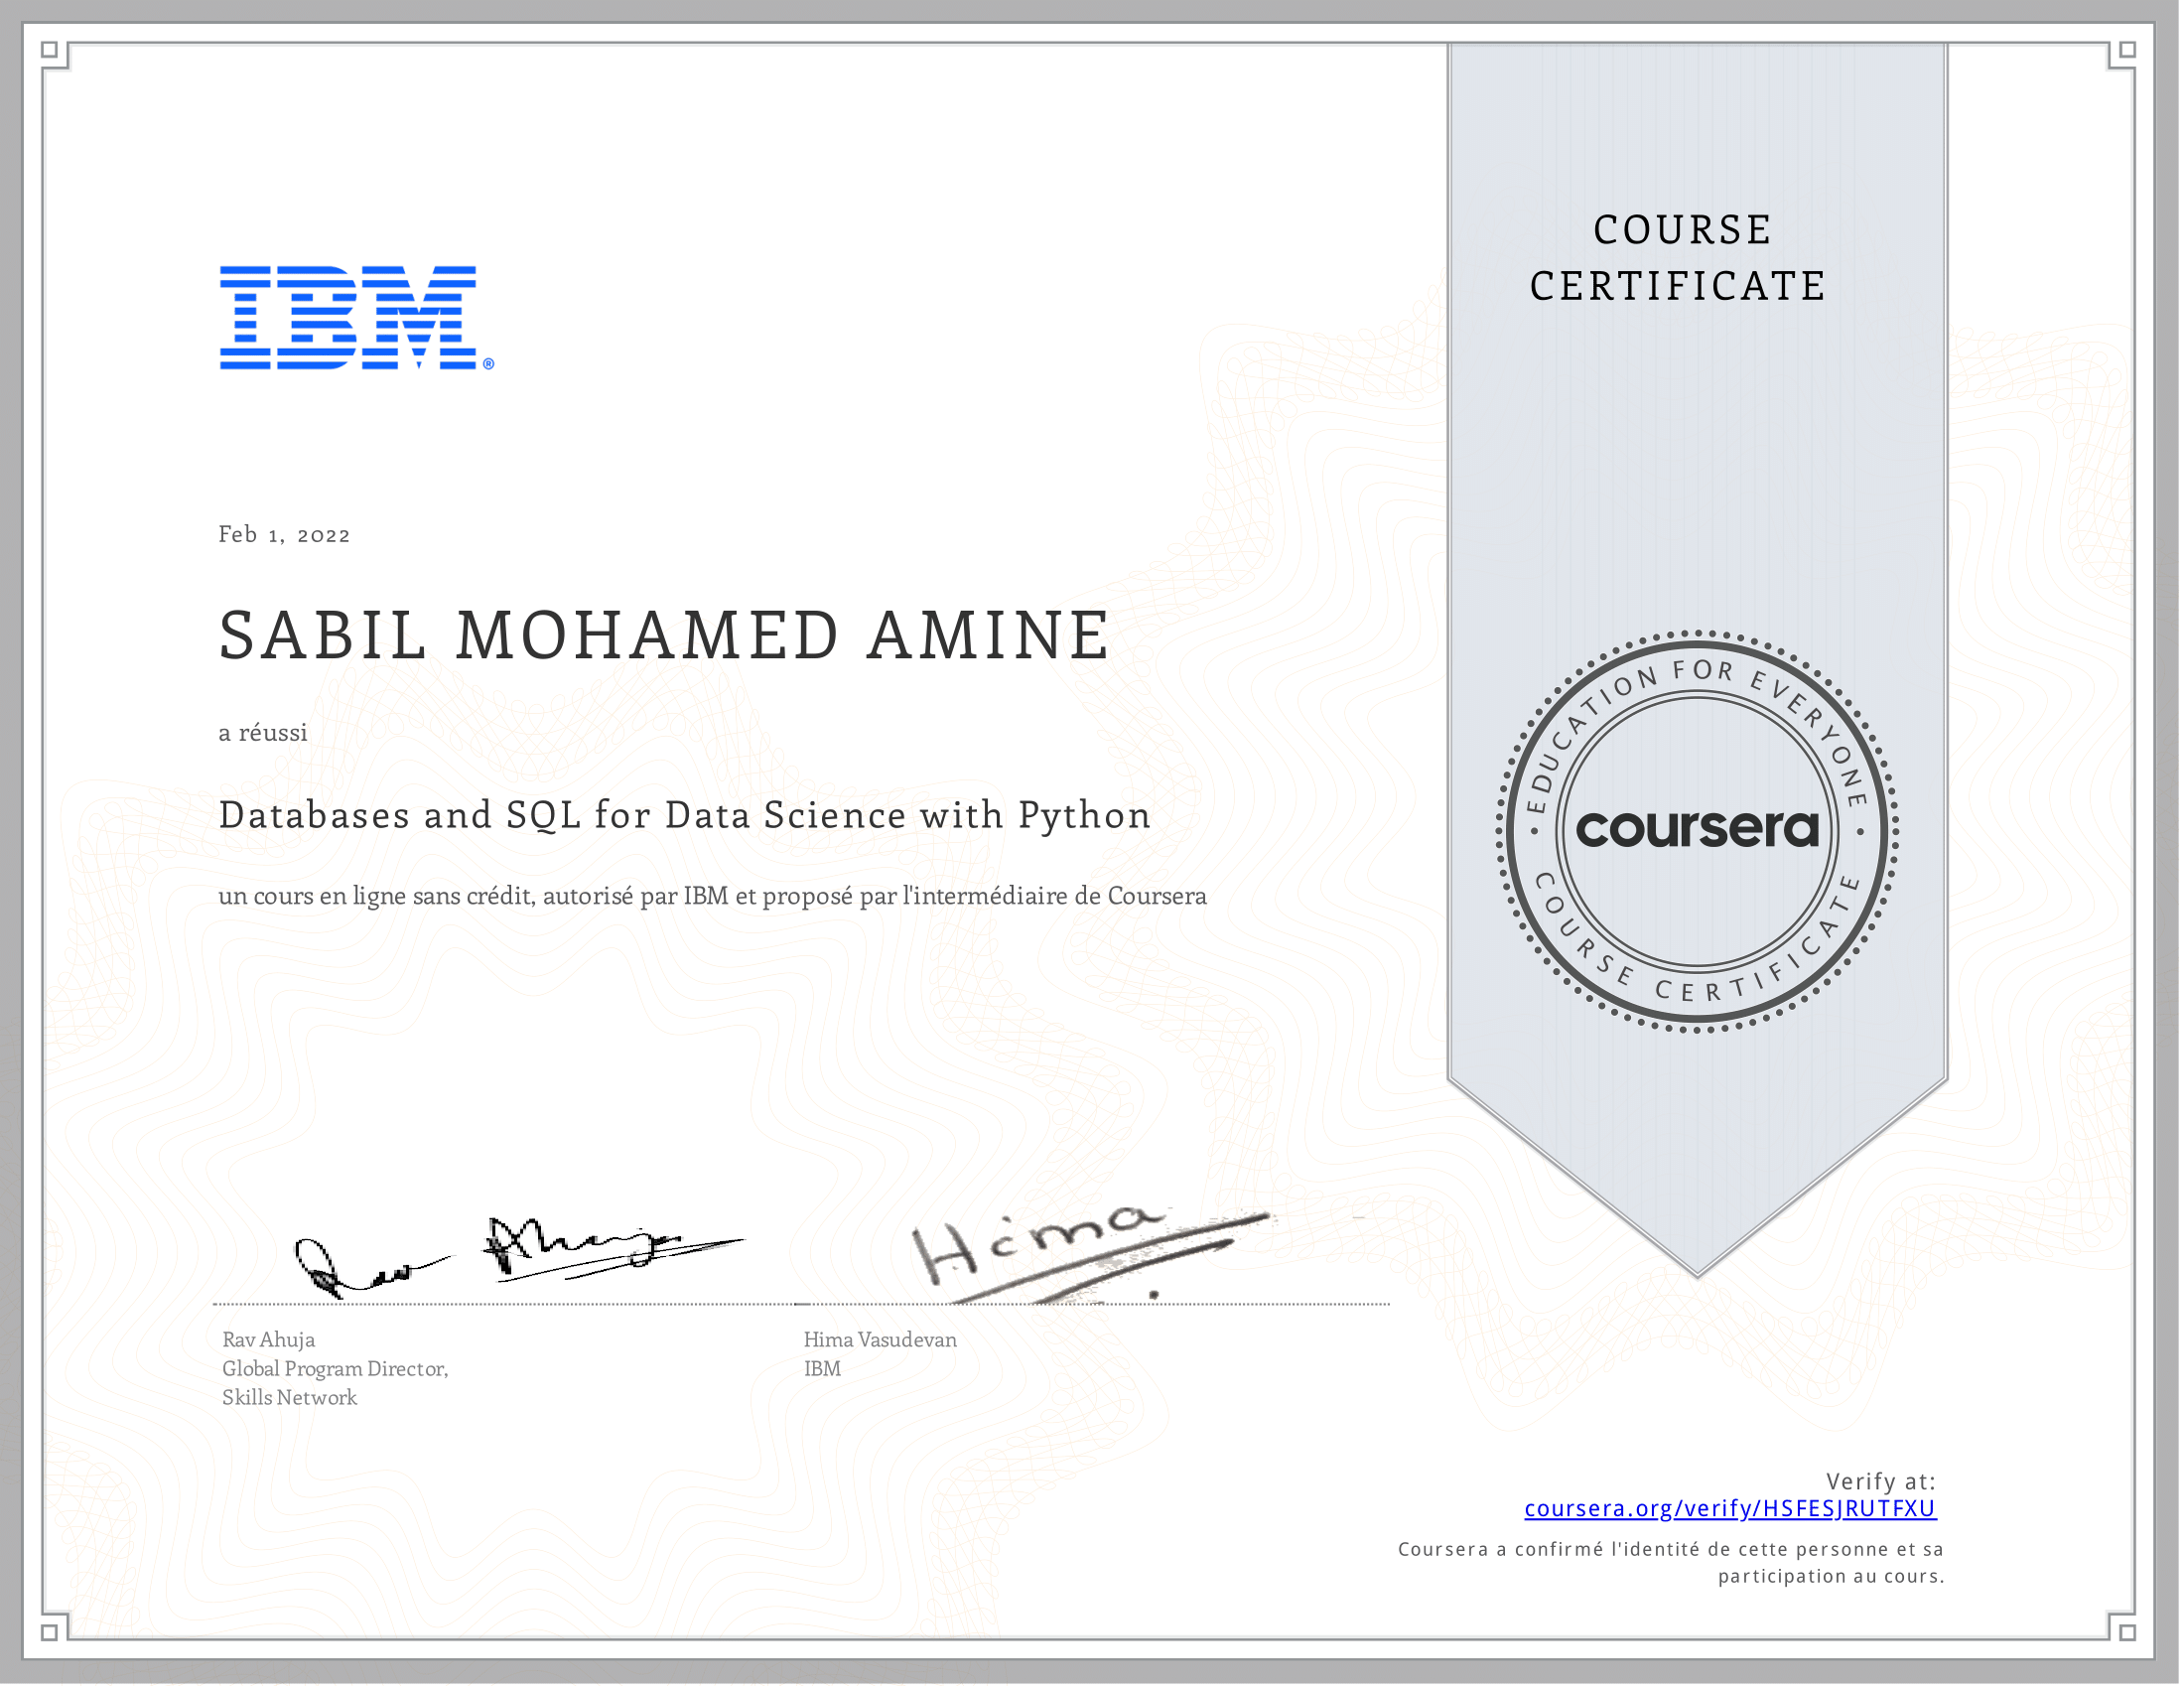 COURSE
CERTIFICATE
IBM®
Feb 1, 2022
SABIL MOHAMED AMINE
a réussi
Databases and SQL for Data Science with Python
un cours en ligne sans crédit, autorisé par IBM et proposé par l'intermédiaire de Coursera
EDUCATION FOR EVERYONE
coursera
COURSE CERTIFICATE
Hima
Rav Ahuja
Global Program Director,
Skills Network
Hima Vasudevan
IBM
Verify at:
coursera.org/verify/HSFESJRUTFXU
Coursera a confirmé l'identité de cette personne et sa
participation au cours.